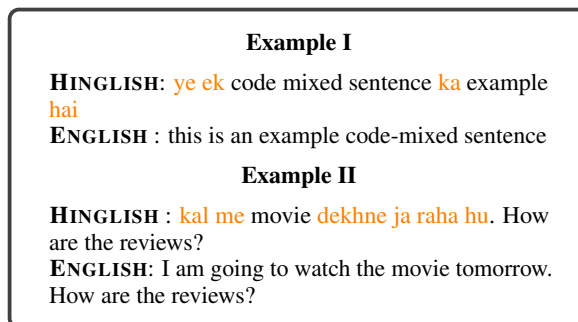 Example I
HINGLISH: ye ek code mixed sentence ka example
hai
ENGLISH : this is an example code-mixed sentence
Example II
HINGLISH : kal me movie dekhne ja raha hu. How
are the reviews?
ENGLISH: I am going to watch the movie tomorrow.
How are the reviews?